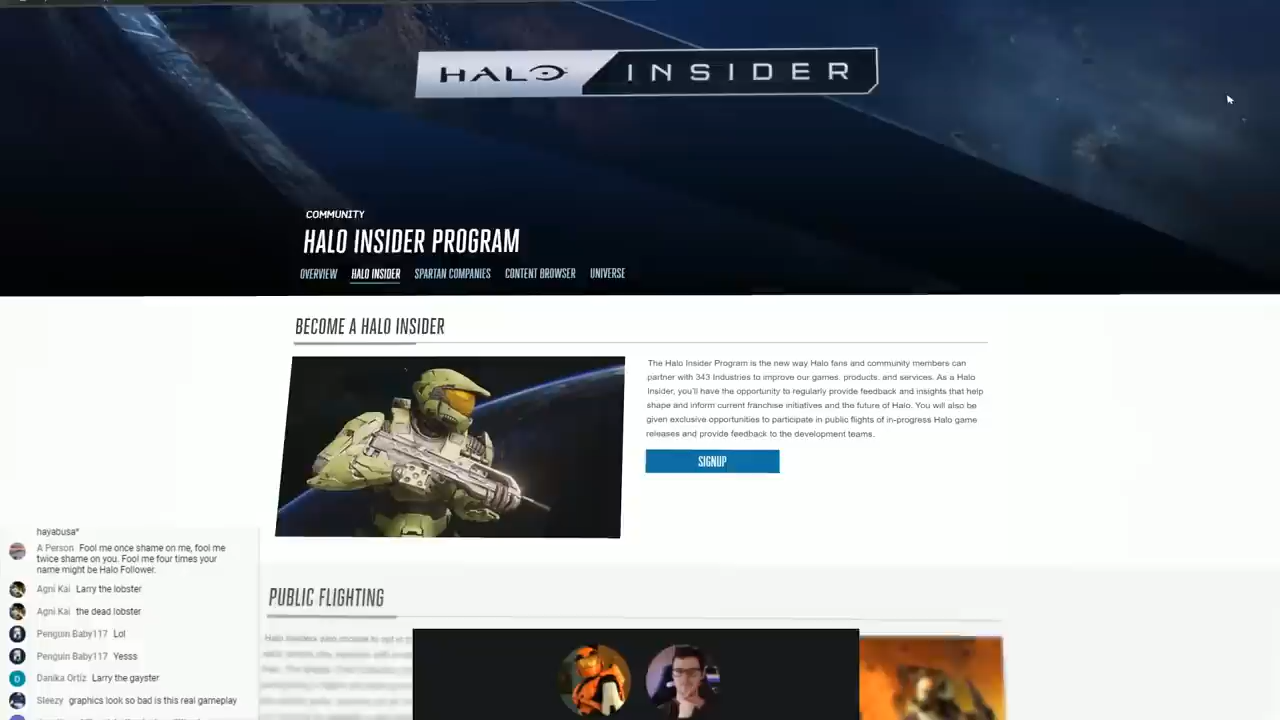 HALO INSIDER
COMMUNITY
HALO INSIDER PROGRAM
OVERVIEW HALO INSIDER SPARTAN COMPANIES CONTENT BROWSER UNIVERSE
BECOME A HALO INSIDER
The Halo Insider Program is the new way Halo fans and community members can
partner with 343 Industries to improve our games, products, and services. As a Halo
Insider, you'll have the opportunity to regularly provide feedback and insights that help
shape and inform current franchise initiatives and the future of Halo. You will also be
given exclusive opportunities to participate in public flights of in-progress Halo game
releases and provide feedback to the development teams.
SIGNUP
hayabusa*
A Person Fool me once shame on me, fool me
twice shame on you. Fool me four times your
name might be Halo Follower.
Agni Kai Larry the lobster
Agni Kai the dead lobster
Penguin Baby117 Lol
Penguin Baby117 Yesss
D
Danika Ortiz Larry the gayster
Sleezy graphics look so bad is this real gameplay
PUBLIC FLIGHTING